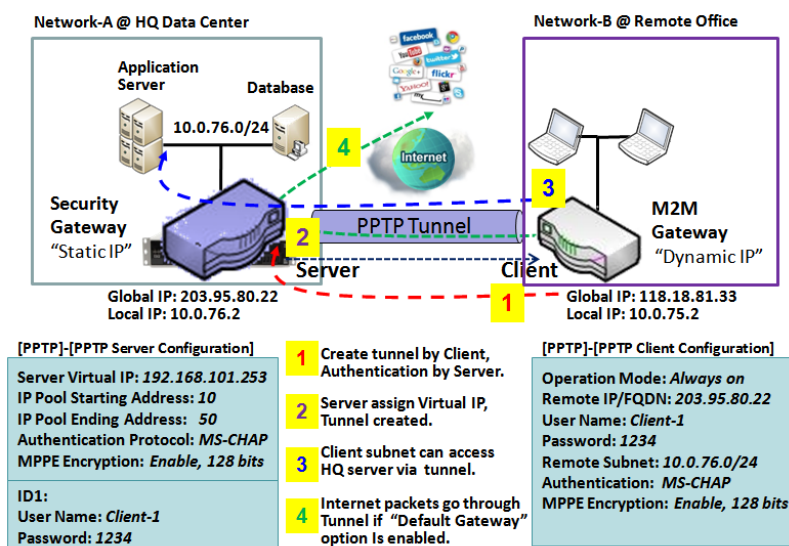 Network-A @ HQ Data Center
Network-B @ Remote Office
Application
Server
Database
10.0.76.0/24
facebook
You Tube
twitter
Google+
flickr
YAHOO!
my
4
Internet
3
Security
Gateway
"Static IP"
2
PPTP Tunnel
M2M
Gateway
"Dynamic IP"
Server
Client
1
Global IP: 203.95.80.22
Local IP: 10.0.76.2
Global IP: 118.18.81.33
Local IP: 10.0.75.2
[PPTP]-[PPTP Server Configuration]
Server Virtual IP: 192.168.101.253
IP Pool Starting Address: 10
IP Pool Ending Address: 50
Authentication Protocol: MS-CHAP
MPPE Encryption: Enable, 128 bits
ID1:
User Name: Client-1
Password: 1234
1 Create tunnel by Client,
Authentication by Server.
2 Server assign Virtual IP,
Tunnel created.
3 Client subnet can access
HQ server via tunnel.
4 Internet packets go through
Tunnel if "Default Gateway"
option Is enabled.
[PPTP]-[PPTP Client Configuration]
Operation Mode: Always on
Remote IP/FQDN: 203.95.80.22
User Name: Client-1
Password: 1234
Remote Subnet: 10.0.76.0/24
Authentication: MS-CHAP
MPPE Encryption: Enable, 128 bits